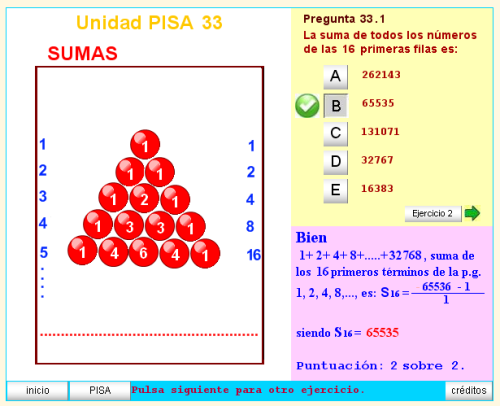 Unidad PISA 33
SUMAS
1 1 1
2 1 1 2
3 1 2 1 4
4 1 3 3 1 8
5 1 4 6 4 1 16
Pregunta 33.1
La suma de todos los números
de las 16 primeras filas es:
A 262143
B 65535
C 131071
D 32767
E 16383
Ejercicio 2
Bien
1+ 2+ 4+ 8+.....+32768 , suma de
los 16 primeros términos de la p.g.
1, 2, 4, 8,..., es: S16 = 65536 - 1
1
siendo S16 = 65535
Puntuación: 2 sobre 2.
inicio PISA Pulsa siguiente para otro ejercicio. créditos